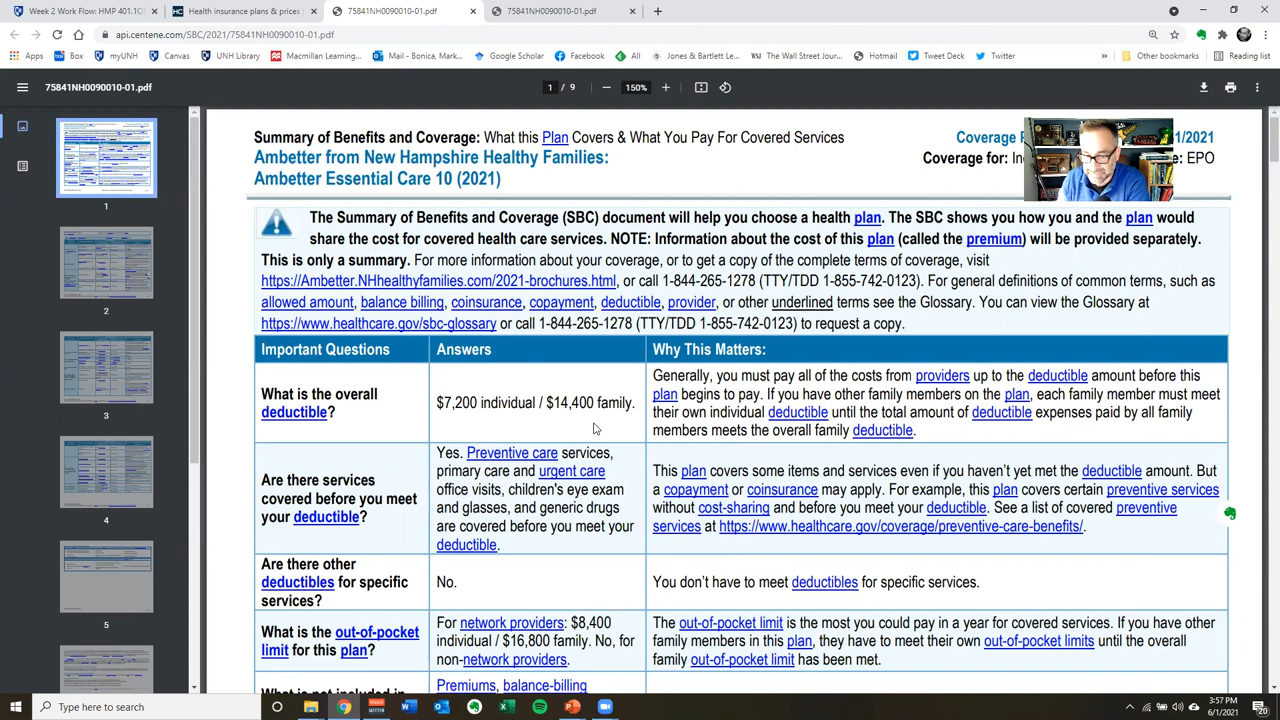 Week 2 Work Flow: HMP 401.1CH
Health insurance plans & prices
75841NH0090010-01.pdf
75841NH0090010-01.pdf
api.centene.com/SBC/2021/75841NH0090010-01.pdf
Apps
Box
myUNH
Canvas
UNH Library
Macmillan Learning...
Mail - Bonica, Mark...
Google Scholar
Facebook
All
Jones & Bartlett Le...
The Wall Street Jour...
Hotmail
Tweet Deck
Twitter
»
Other bookmarks
Reading list
75841NH0090010-01.pdf
1 / 9
150%
1
2
3
4
5
Summary of Benefits and Coverage: What this Plan Covers & What You Pay For Covered Services
Coverage
1/2021
Ambetter from New Hampshire Healthy Families:
Coverage for:
: EPO
Ambetter Essential Care 10 (2021)
The Summary of Benefits and Coverage (SBC) document will help you choose a health plan. The SBC shows you how you and the plan would
share the cost for covered health care services. NOTE: Information about the cost of this plan (called the premium) will be provided separately.
This is only a summary. For more information about your coverage, or to get a copy of the complete terms of coverage, visit
https://Ambetter.NHhealthyfamilies.com/2021-brochures.html, or call 1-844-265-1278 (TTY/TDD 1-855-742-0123). For general definitions of common terms, such as
allowed amount, balance billing, coinsurance, copayment, deductible, provider, or other underlined terms see the Glossary. You can view the Glossary at
https://www.healthcare.gov/sbc-glossary or call 1-844-265-1278 (TTY/TDD 1-855-742-0123) to request a copy.
Important Questions
Answers
Why This Matters:
What is the overall
deductible?
$7,200 individual / $14,400 family.
Generally, you must pay all of the costs from providers up to the deductible amount before this
plan begins to pay. If you have other family members on the plan, each family member must meet
their own individual deductible until the total amount of deductible expenses paid by all family
members meets the overall family deductible.
Are there services
covered before you meet
your deductible?
Yes. Preventive care services,
primary care and urgent care
office visits, children's eye exam
and glasses, and generic drugs
are covered before you meet your
deductible.
This plan covers some items and services even if you haven't yet met the deductible amount. But
a copayment or coinsurance may apply. For example, this plan covers certain preventive services
without cost-sharing and before you meet your deductible. See a list of covered preventive
services at https://www.healthcare.gov/coverage/preventive-care-benefits/.
Are there other
deductibles for specific
services?
No.
You don't have to meet deductibles for specific services.
What is the out-of-pocket
limit for this plan?
For network providers: $8,400
individual / $16,800 family. No, for
non-network providers.
The out-of-pocket limit is the most you could pay in a year for covered services. If you have other
family members in this plan, they have to meet their own out-of-pocket limits until the overall
family out-of-pocket limit has been met.
What is not included in
Premiums, balance-billing
Type here to search
3:57 PM
6/1/2021
20